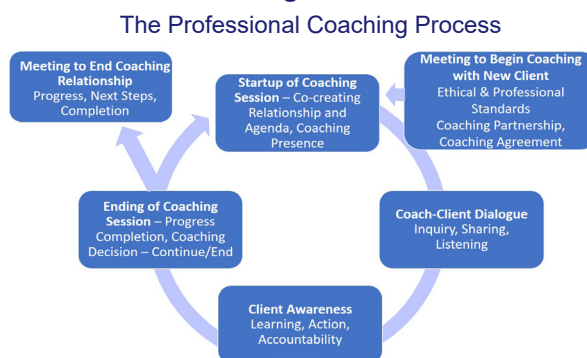 The Professional Coaching Process
Meeting to End Coaching
Relationship
Progress, Next Steps,
Completion
Startup of Coaching
Session – Co-creating
Relationship and
Agenda, Coaching
Presence
Meeting to Begin Coaching
with New Client
Ethical & Professional
Standards
Coaching Partnership,
Coaching Agreement
Ending of Coaching
Session – Progress
Completion, Coaching
Decision – Continue/End
Coach-Client Dialogue
Inquiry, Sharing,
Listening
Client Awareness
Learning, Action,
Accountability